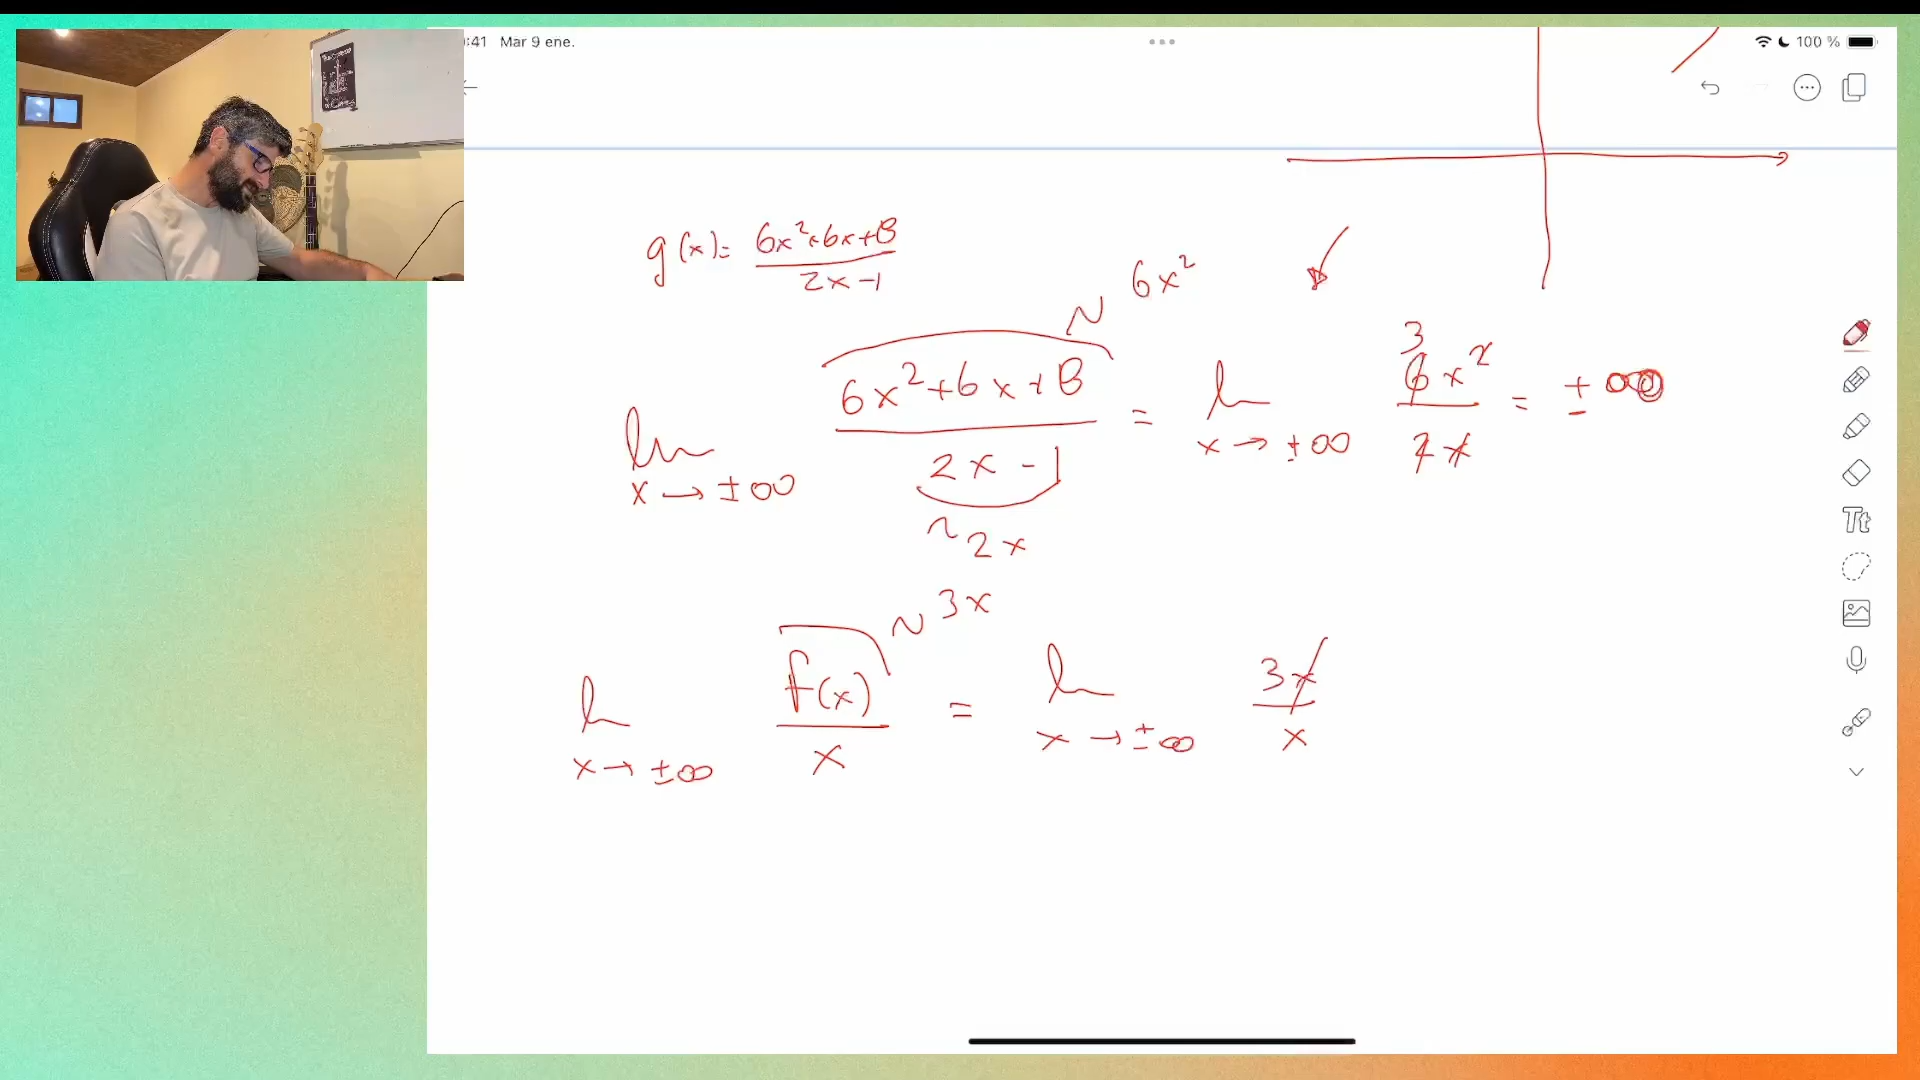 :41 Mar 9 ene.
100 %
g(x)= 6x²+6x+8 / 2x-1
~ 6x²
lim x → ±∞ 6x²+6x+8 / 2x - 1 = lim x → ±∞ 6x² / 2x = ±∞
3
~ 2x
~ 3x
lim x → ±∞ f(x) / x = lim x → ±∞ 3x / x
Tt